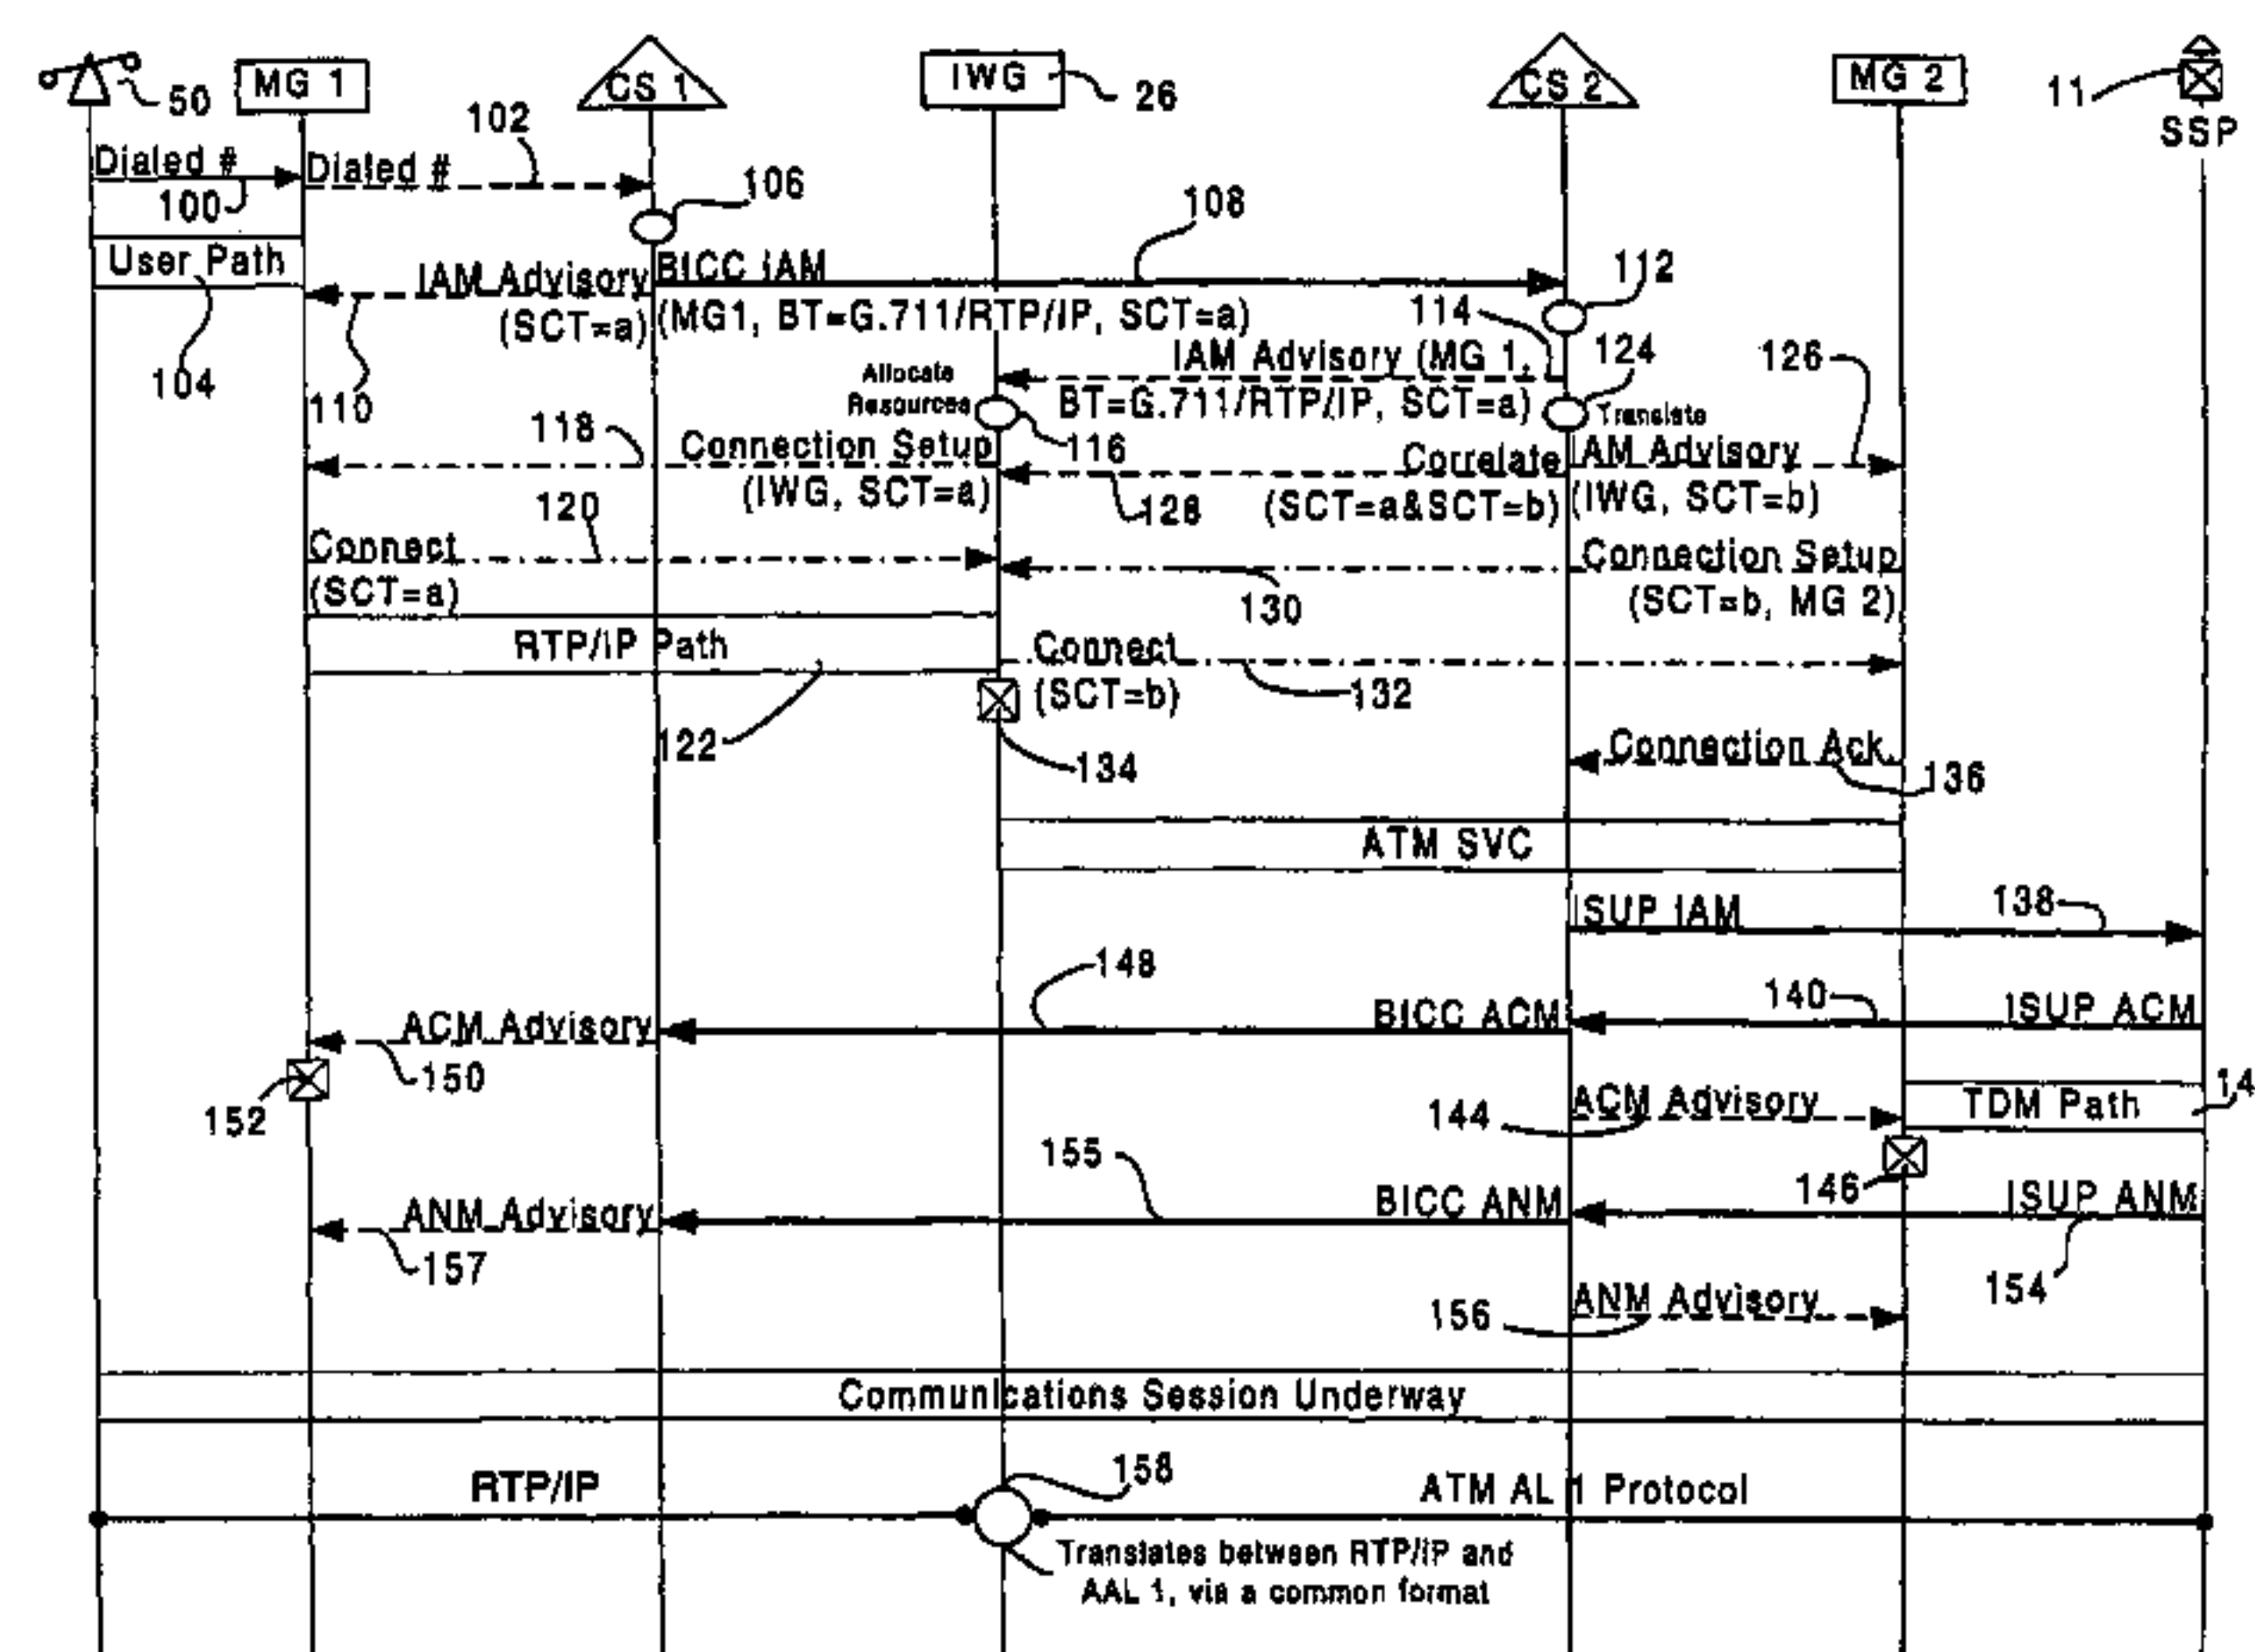 50
MG 1
CS 1
IWG
26
CS 2
MG 2
11
SSP
Dialed #
100
Dialed #
102
106
108
User Path
104
IAM Advisory
(SCT=a)
110
BICC IAM
(MG1, BT=G.711/RTP/IP, SCT=a)
112
114
IAM Advisory (MG 1,
BT=G.711/RTP/IP, SCT=a)
124
Translate
126
Allocate
Resources
116
118
Connection Setup
(IWG, SCT=a)
Correlate
(SCT=a&SCT=b)
128
IAM Advisory
(IWG, SCT=b)
120
Connect
(SCT=a)
130
Connection Setup
(SCT=b, MG 2)
RTP/IP Path
122
Connect
(SCT=b)
132
134
Connection Ack.
136
ATM SVC
ISUP IAM
138
148
140
ACM Advisory
150
BICC ACM
ISUP ACM
152
144
ACM Advisory
TDM Path
14
146
155
ANM Advisory
157
BICC ANM
ISUP ANM
154
156
ANM Advisory
Communications Session Underway
RTP/IP
158
ATM AL 1 Protocol
Translates between RTP/IP and
AAL 1, via a common format